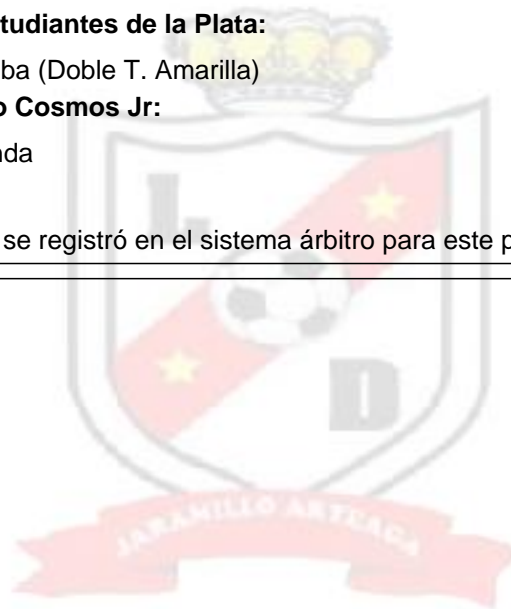 tudiantes de la Plata:
ba (Doble T. Amarilla)
o Cosmos Jr:
nda
se registró en el sistema árbitro para este p
L
D
JARAMILLO ARTEAGA